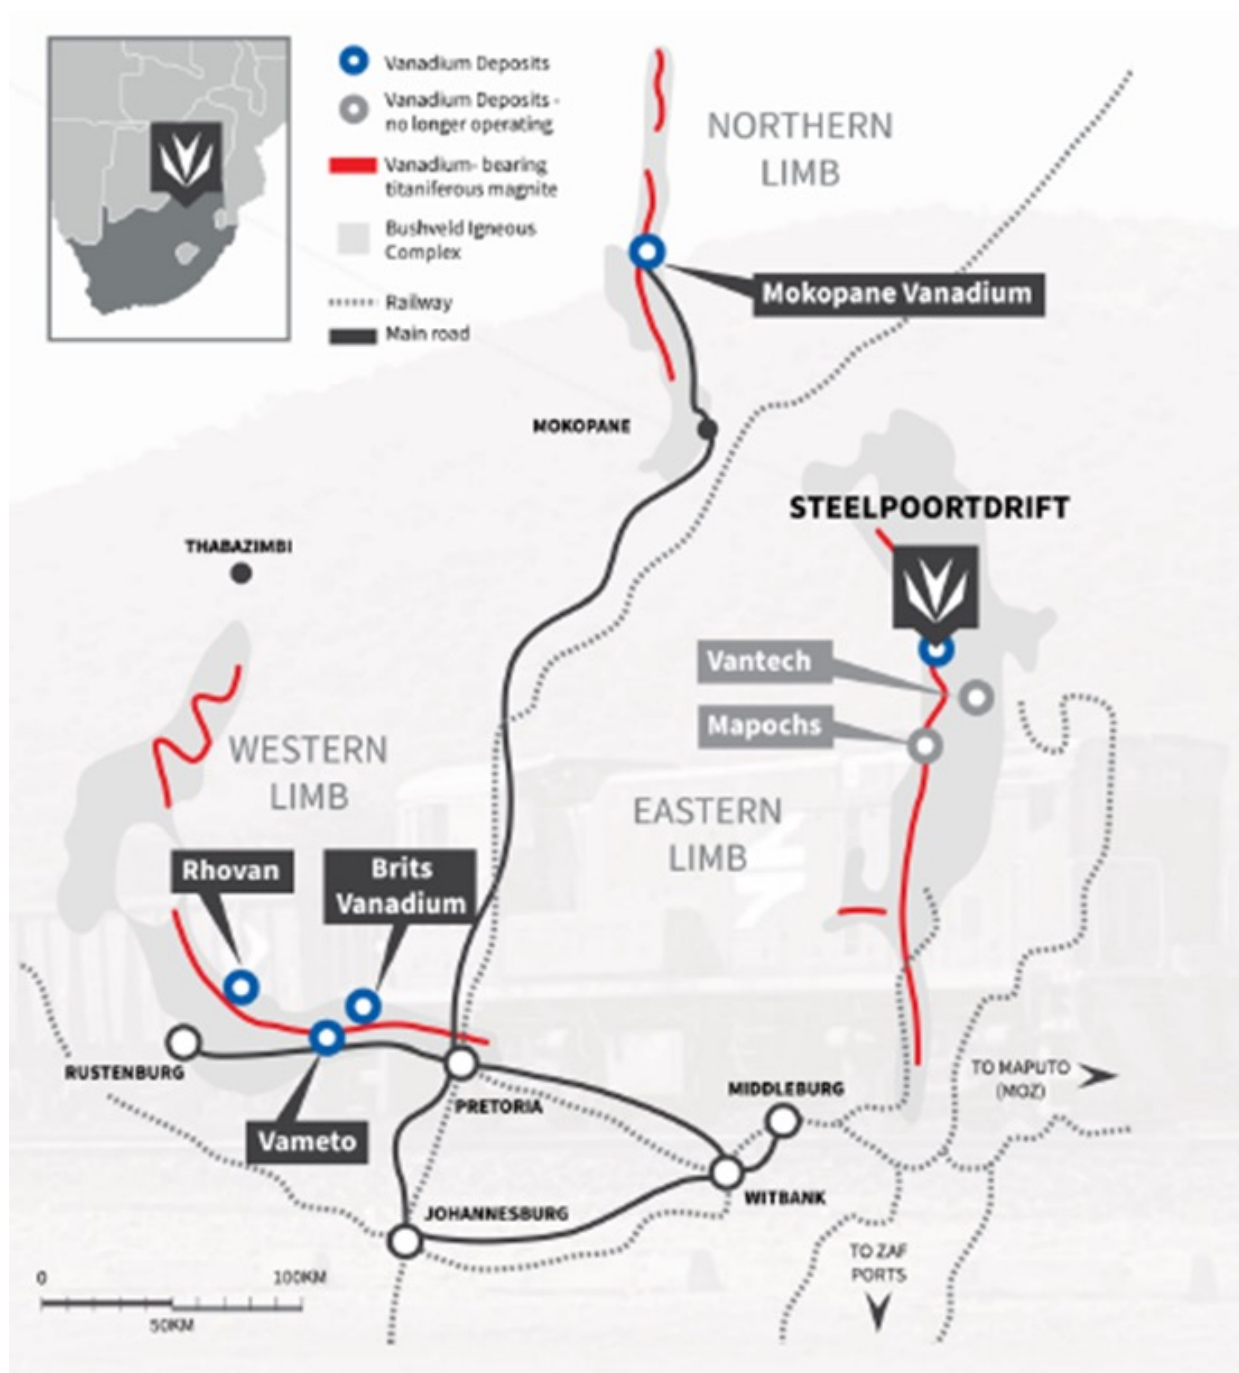 Vanadium Deposits
Vanadium Deposits -
no longer operating
Vanadium- bearing
titaniferous magnite
Bushveld Igneous
Complex
Railway
Main road
NORTHERN
LIMB
Mokopane Vanadium
MOKOPANE
STEELPOORTDRIFT
THABAZIMBI
Vantech
Mapochs
WESTERN
LIMB
EASTERN
LIMB
Rhovan
Brits
Vanadium
RUSTENBURG
PRETORIA
Vameto
MIDDLEBURG
TO MAPUTO
(MOZ)
WITBANK
JOHANNESBURG
TO ZAF
PORTS
0
100KM
50KM